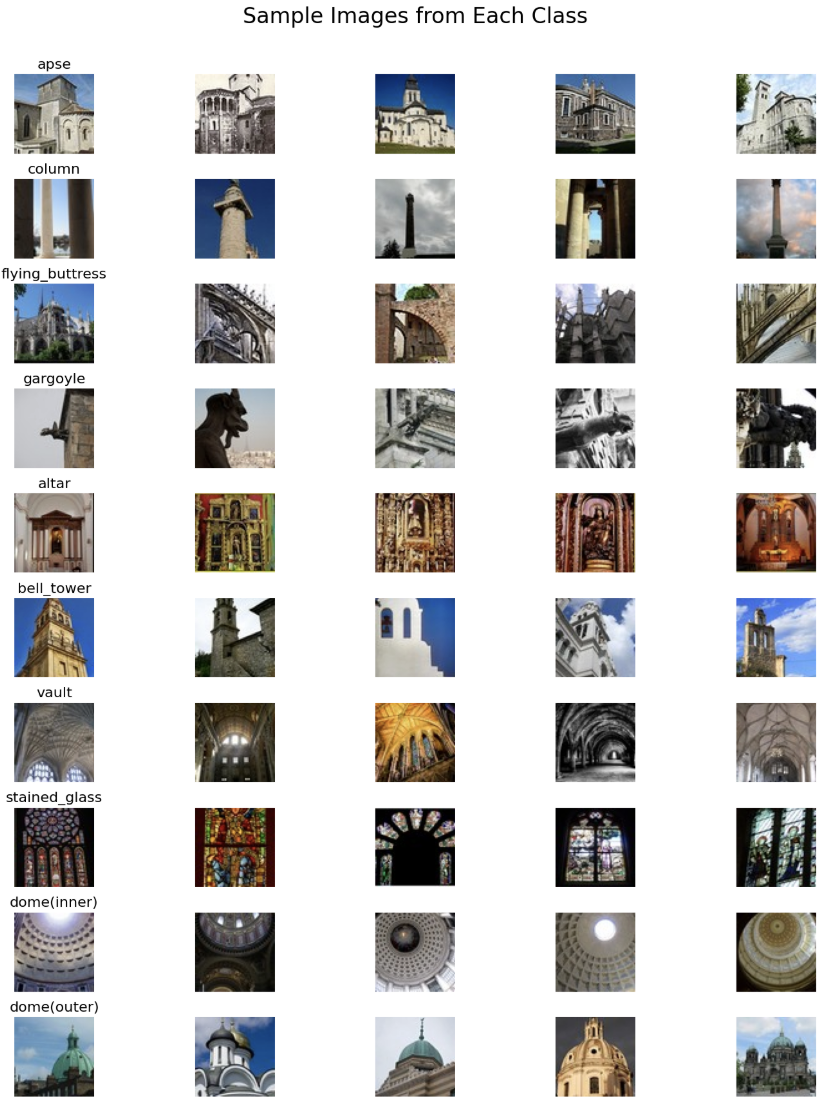 Sample Images from Each Class
apse
column
flying_buttress
gargoyle
altar
bell_tower
vault
stained_glass
dome(inner)
dome(outer)